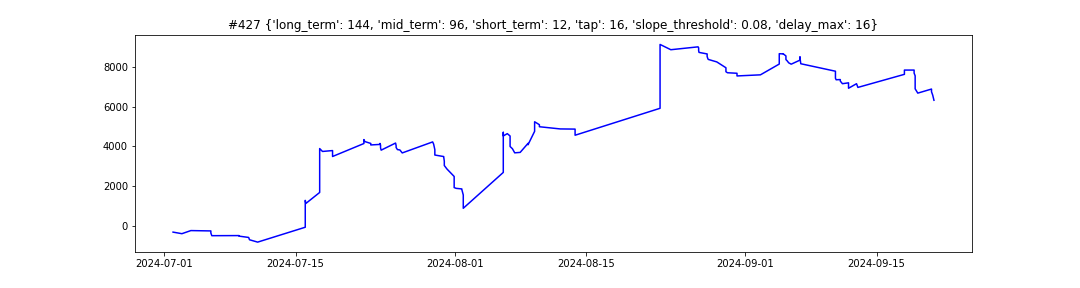 #427 {'long_term': 144, 'mid_term': 96, 'short_term': 12, 'tap': 16, 'slope_threshold': 0.08, 'delay_max': 16}
8000
6000
4000
2000
0
2024-07-01 2024-07-15 2024-08-01 2024-08-15 2024-09-01 2024-09-15